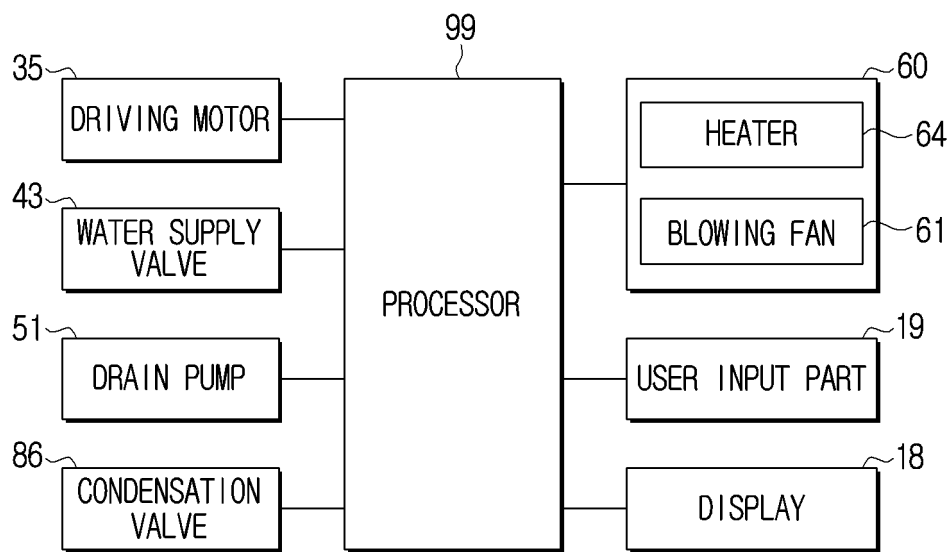 99
35
DRIVING MOTOR
43
WATER SUPPLY
VALVE
51
DRAIN PUMP
86
CONDENSATION
VALVE
PROCESSOR
60
HEATER
64
BLOWING FAN
61
19
USER INPUT PART
18
DISPLAY